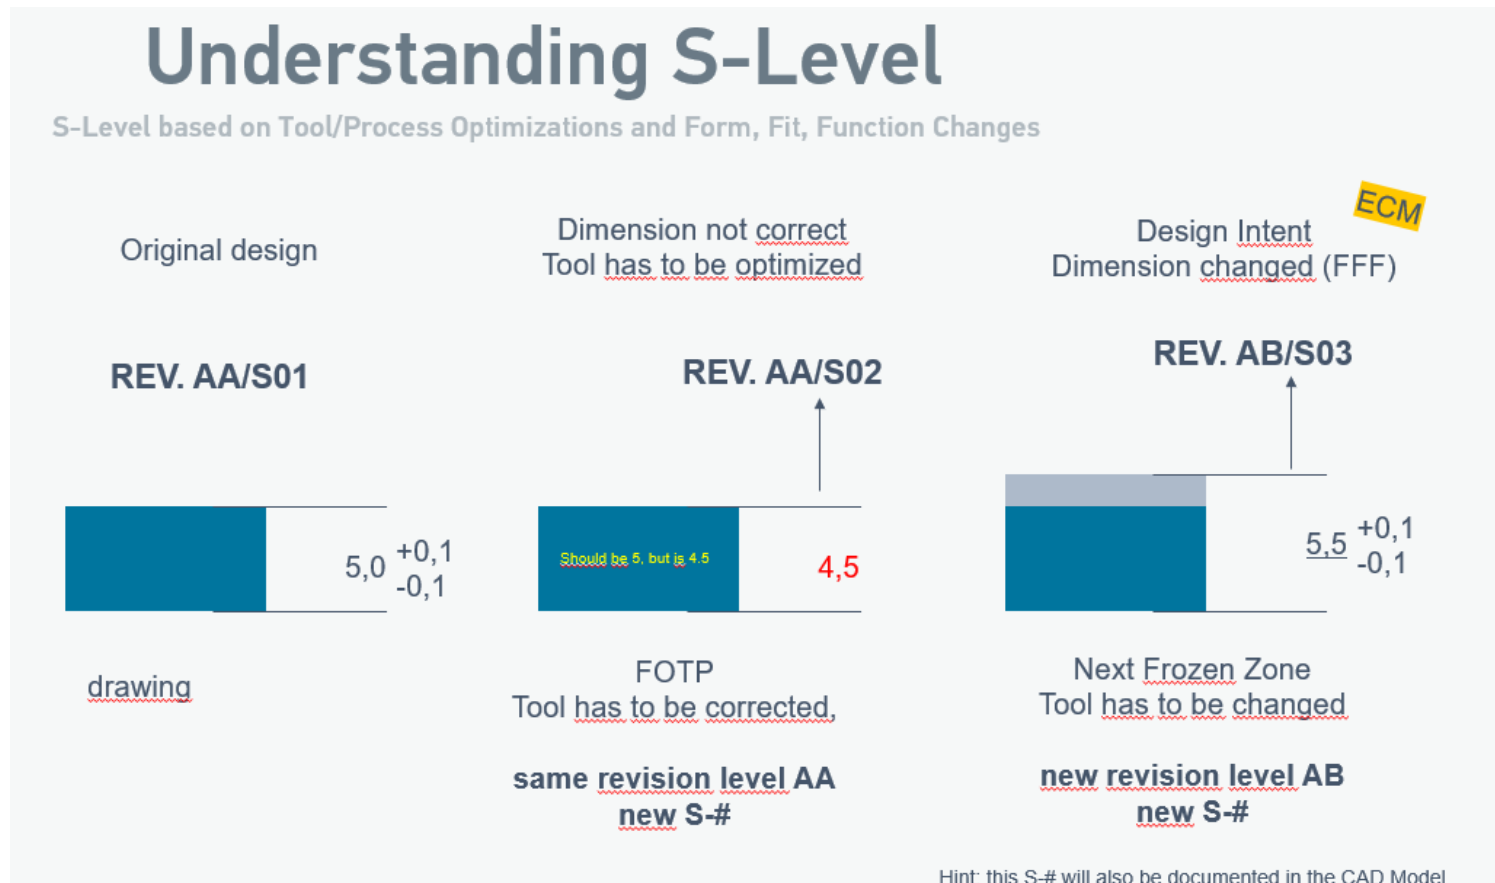 Understanding S-Level
S-Level based on Tool/Process Optimizations and Form, Fit, Function Changes
Original design
REV. AA/S01
5,0 +0,1
-0,1
drawing
Dimension not correct
Tool has to be optimized
REV. AA/S02
Should be 5, but is 4.5
4,5
FOTP
Tool has to be corrected,
same revision level AA
new S-#
ECM
Design Intent
Dimension changed (FFF)
REV. AB/S03
5,5 +0,1
-0,1
Next Frozen Zone
Tool has to be changed
new revision level AB
new S-#
Hint: this S-# will also be documented in the CAD Model